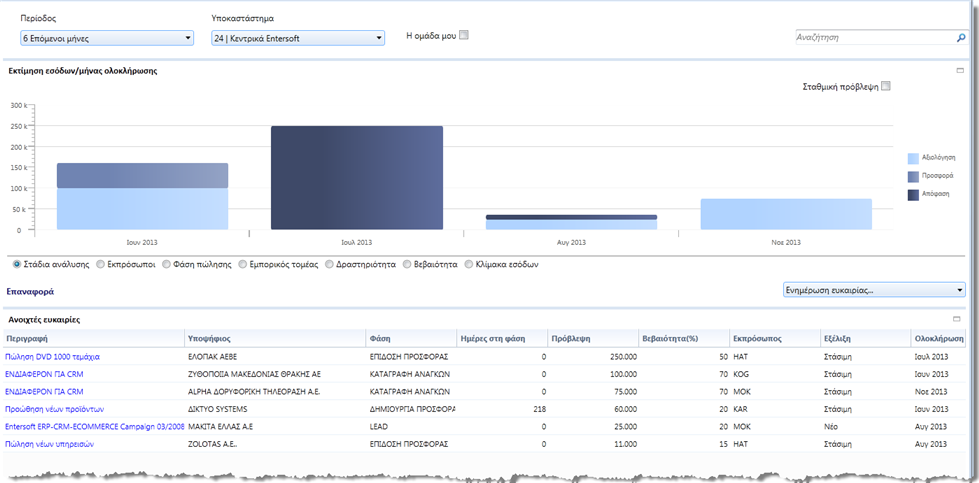 Περίοδος Υποκατάστημα
6 Επόμενοι μήνες 24 | Κεντρικά Entersoft Η ομάδα μου Αναζήτηση
Εκτίμηση εσόδων/μήνας ολοκλήρωσης
Σταθμική πρόβλεψη
300 k
250 k
200 k
150 k
100 k
50 k
0
Αξιολόγηση
Προσφορά
Απόφαση
Ιουν 2013 Ιουλ 2013 Αυγ 2013 Νοε 2013
Στάδια ανάλυσης Εκπρόσωποι Φάση πώλησης Εμπορικός τομέας Δραστηριότητα Βεβαιότητα Κλίμακα εσόδων
Επαναφορά Ενημέρωση ευκαιρίας...
Ανοιχτές ευκαιρίες
Περιγραφή Υποψήφιος Φάση Ημέρες στη φάση Πρόβλεψη Βεβαιότητα(%) Εκπρόσωπος Εξέλιξη Ολοκλήρωση
Πώληση DVD 1000 τεμάχια ΕΛΟΠΑΚ ΑΕΒΕ ΕΠΙΔΟΣΗ ΠΡΟΣΦΟΡΑΣ 0 250.000 50 HAT Στάσιμη Ιουλ 2013
ΕΝΔΙΑΦΕΡΟΝ ΓΙΑ CRM ΖΥΘΟΠΟΙΙΑ ΜΑΚΕΔΟΝΙΑΣ ΘΡΑΚΗΣ ΑΕ ΚΑΤΑΓΡΑΦΗ ΑΝΑΓΚΩΝ 0 100.000 70 KOG Στάσιμη Ιουν 2013
ΕΝΔΙΑΦΕΡΟΝ ΓΙΑ CRM ALPHA ΔΟΡΥΦΟΡΙΚΗ ΤΗΛΕΟΡΑΣΗ Α.Ε. ΚΑΤΑΓΡΑΦΗ ΑΝΑΓΚΩΝ 0 75.000 70 MOK Στάσιμη Νοε 2013
Προώθηση νέων προϊόντων ΔΙΚΤΥΟ SYSTEMS ΔΗΜΙΟΥΡΓΙΑ ΠΡΟΣΦΟΡΑ 218 60.000 20 KAR Στάσιμη Ιουν 2013
Entersoft ERP-CRM-ECOMMERCE Campaign 03/2008 ΜΑΚΙΤΑ ΕΛΛΑΣ Α.Ε LEAD 0 25.000 20 MOK Νέο Αυγ 2013
Πώληση νέων υπηρεσιών ZOLOTAS Α.Ε.. ΕΠΙΔΟΣΗ ΠΡΟΣΦΟΡΑΣ 0 11.000 15 HAT Στάσιμη Αυγ 2013